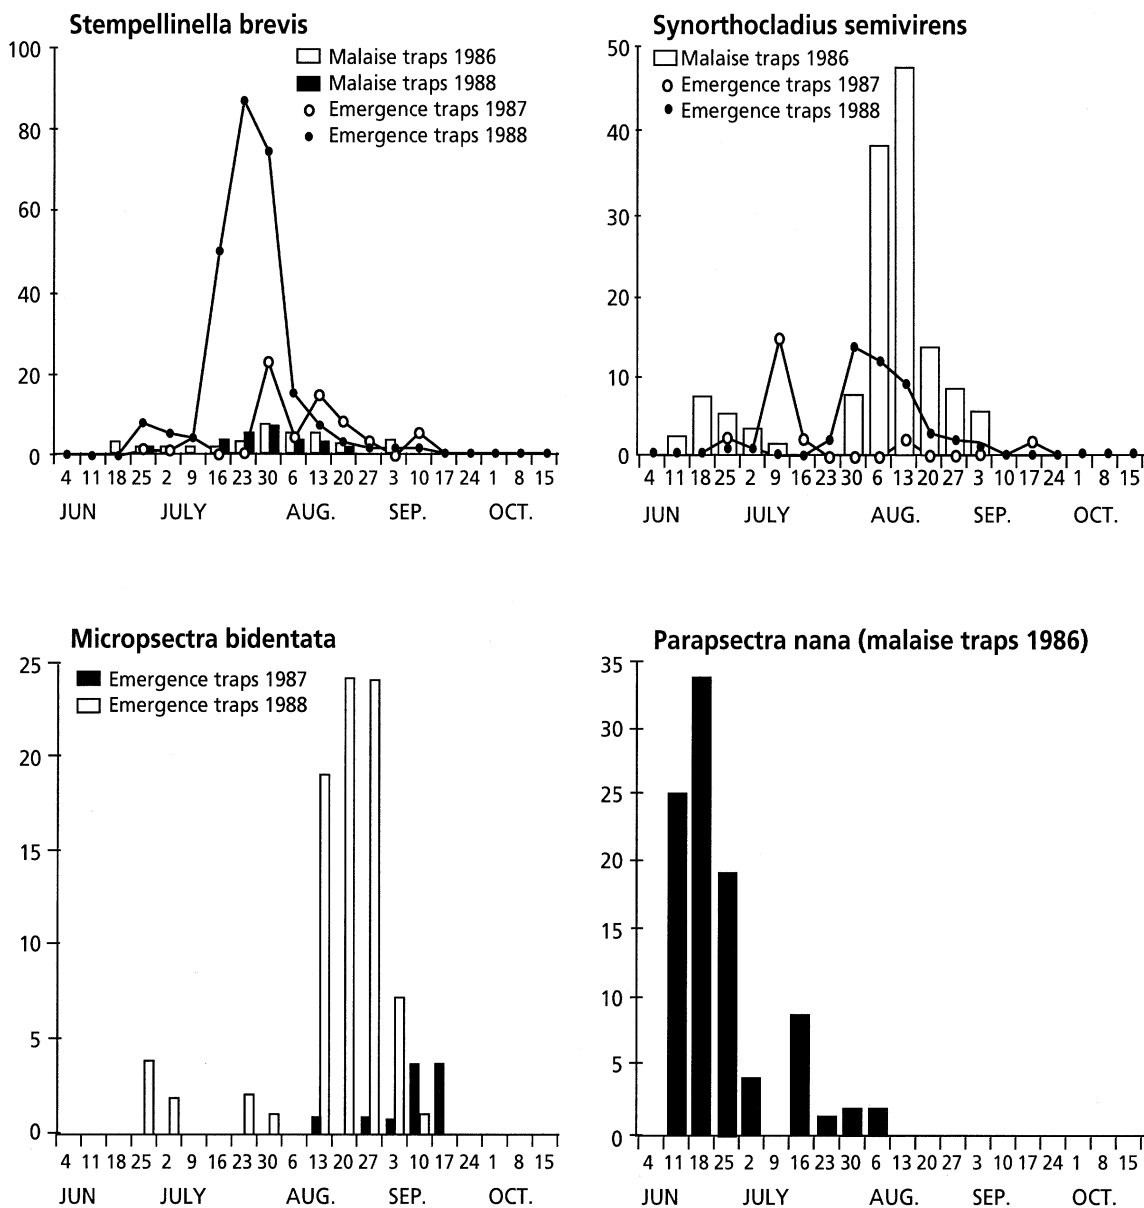 Stempellinella brevis
Malaise traps 1986
Malaise traps 1988
Emergence traps 1987
Emergence traps 1988
100
80
60
40
20
0
4 11 18 25 2 9 16 23 30 6 13 20 27 3 10 17 24 1 8 15
JUN JULY AUG. SEP. OCT.
Synorthocladius semivirens
Malaise traps 1986
Emergence traps 1987
Emergence traps 1988
50
40
30
20
10
0
4 11 18 25 2 9 16 23 30 6 13 20 27 3 10 17 24 1 8 15
JUN JULY AUG. SEP. OCT.
Micropsectra bidentata
Emergence traps 1987
Emergence traps 1988
25
20
15
10
5
0
4 11 18 25 2 9 16 23 30 6 13 20 27 3 10 17 24 1 8 15
JUN JULY AUG. SEP. OCT.
Parapsectra nana (malaise traps 1986)
35
30
25
20
15
10
5
0
4 11 18 25 2 9 16 23 30 6 13 20 27 3 10 17 24 1 8 15
JUN JULY AUG. SEP. OCT.